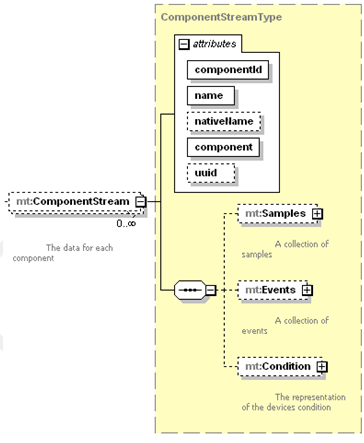 ComponentStreamType
attributes
componentId
name
nativeName
component
uuid
mt:ComponentStream
0..∞
The data for each
component
mt:Samples
A collection of
samples
mt:Events
A collection of
events
mt:Condition
The representation
of the devices condition